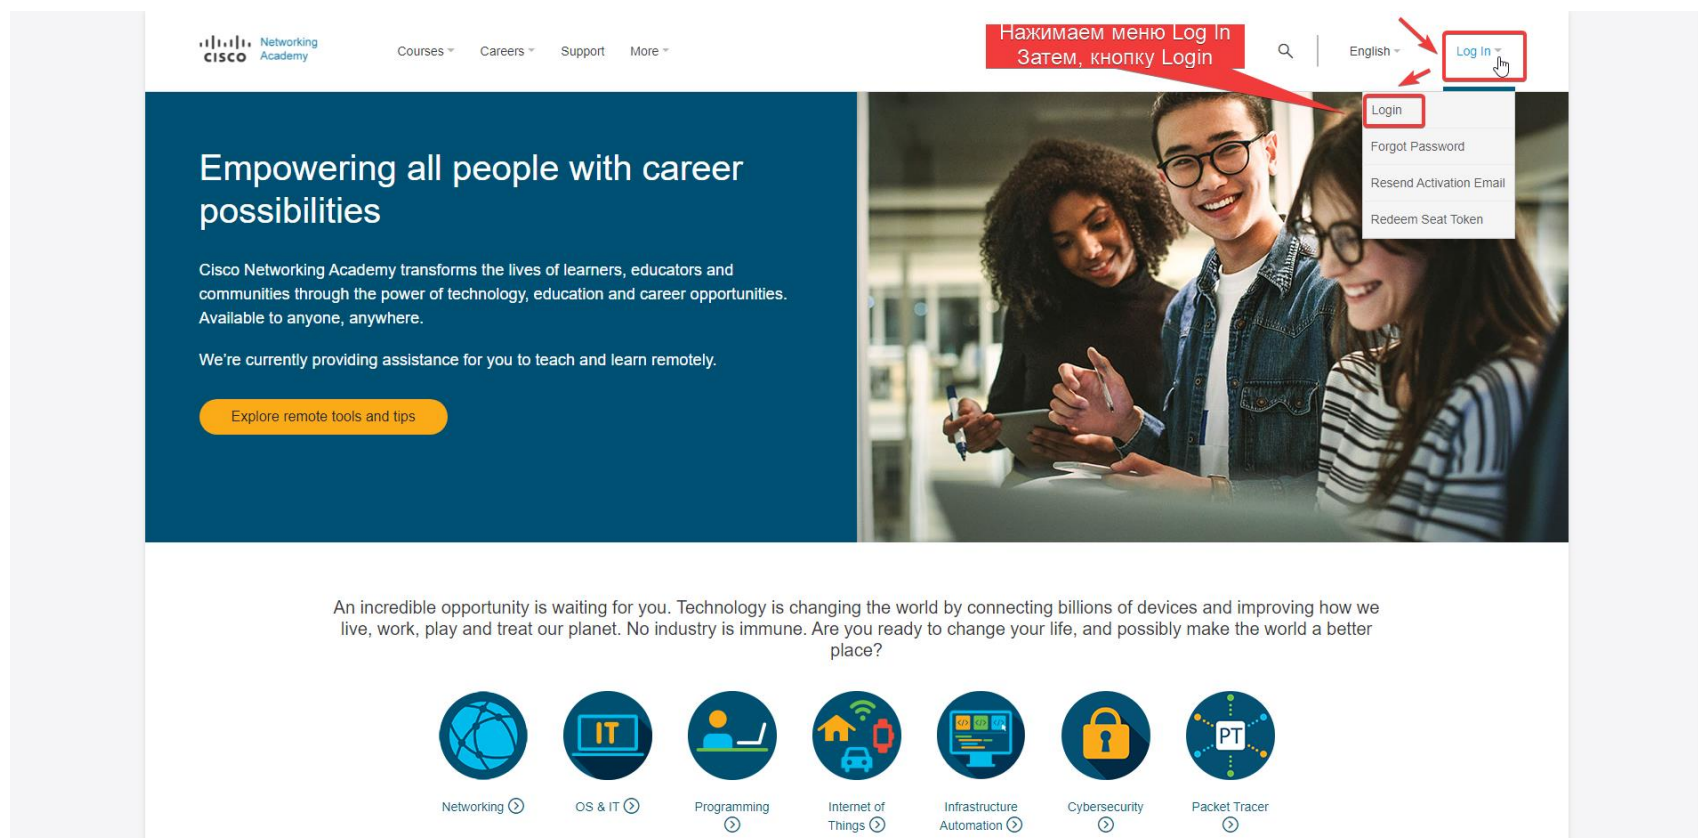 Networking
Academy
CISCO
Courses
Careers
Support
More
Нажимаем меню Log In
Затем, кнопку Login
English
Log In
Login
Forgot Password
Resend Activation Email
Redeem Seat Token
Empowering all people with career
possibilities
Cisco Networking Academy transforms the lives of learners, educators and
communities through the power of technology, education and career opportunities.
Available to anyone, anywhere.
We're currently providing assistance for you to teach and learn remotely.
Explore remote tools and tips
An incredible opportunity is waiting for you. Technology is changing the world by connecting billions of devices and improving how we
live, work, play and treat our planet. No industry is immune. Are you ready to change your life, and possibly make the world a better
place?
IT
PT
Networking
OS & IT
Programming
Internet of
Things
Infrastructure
Automation
Cybersecurity
Packet Tracer